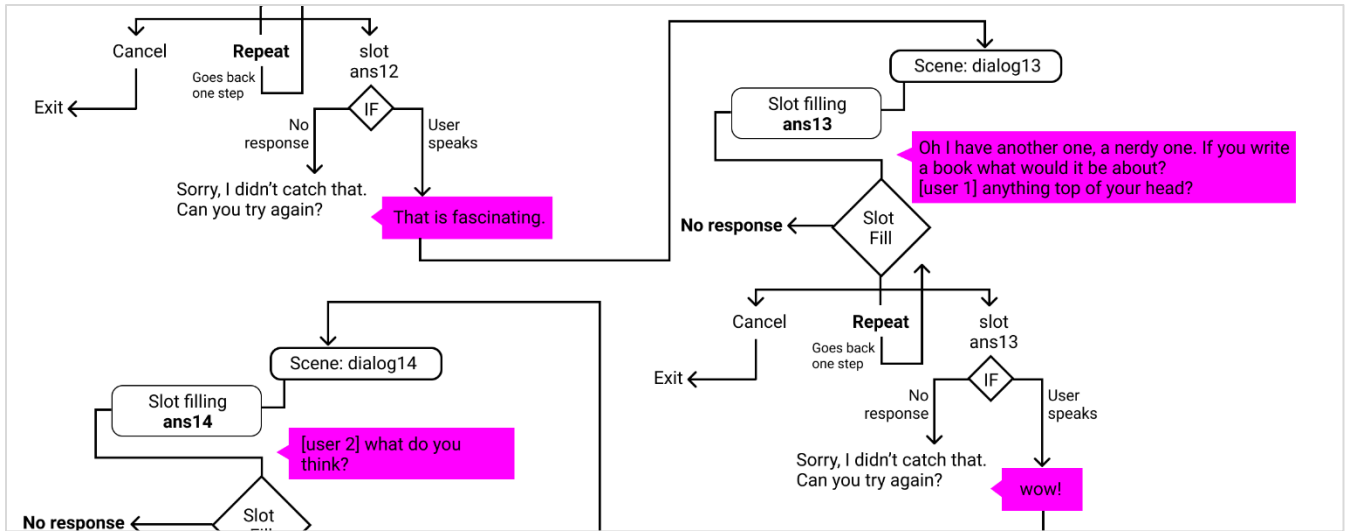 Cancel
Repeat
Goes back
one step
slot
ans12
Exit
IF
No
response
User
speaks
Sorry, I didn’t catch that.
Can you try again?
That is fascinating.
Scene: dialog13
Slot filling
ans13
Oh I have another one, a nerdy one. If you write
a book what would it be about?
[user 1] anything top of your head?
Slot
Fill
No response
Cancel
Repeat
Goes back
one step
slot
ans13
Exit
IF
No
response
User
speaks
Sorry, I didn’t catch that.
Can you try again?
wow!
Scene: dialog14
Slot filling
ans14
[user 2] what do you
think?
Slot
No response